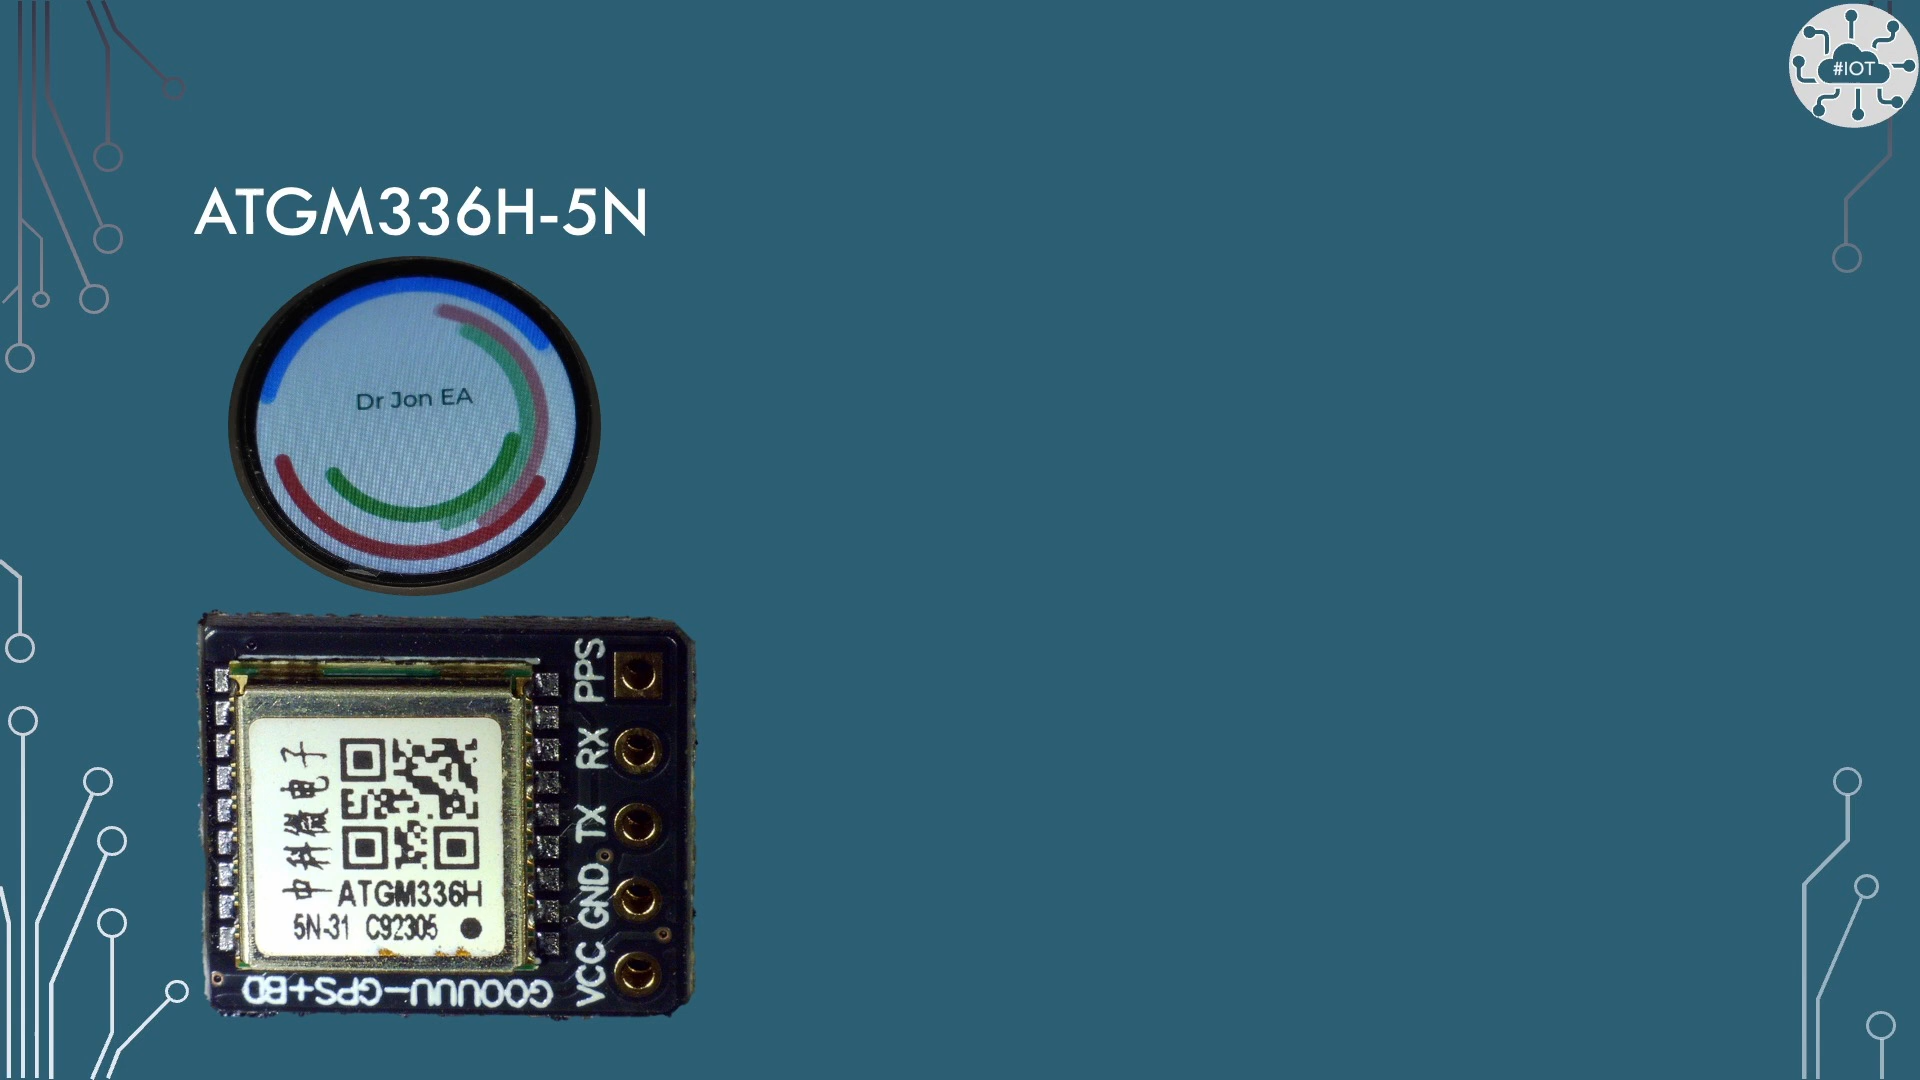 #IOT
ATGM336H-5N
Dr Jon EA
PPS
RX
TX
GND
VCC
中科微电子
ATGM336H
5N-31 C92305
GOOUUU-GPS+BD